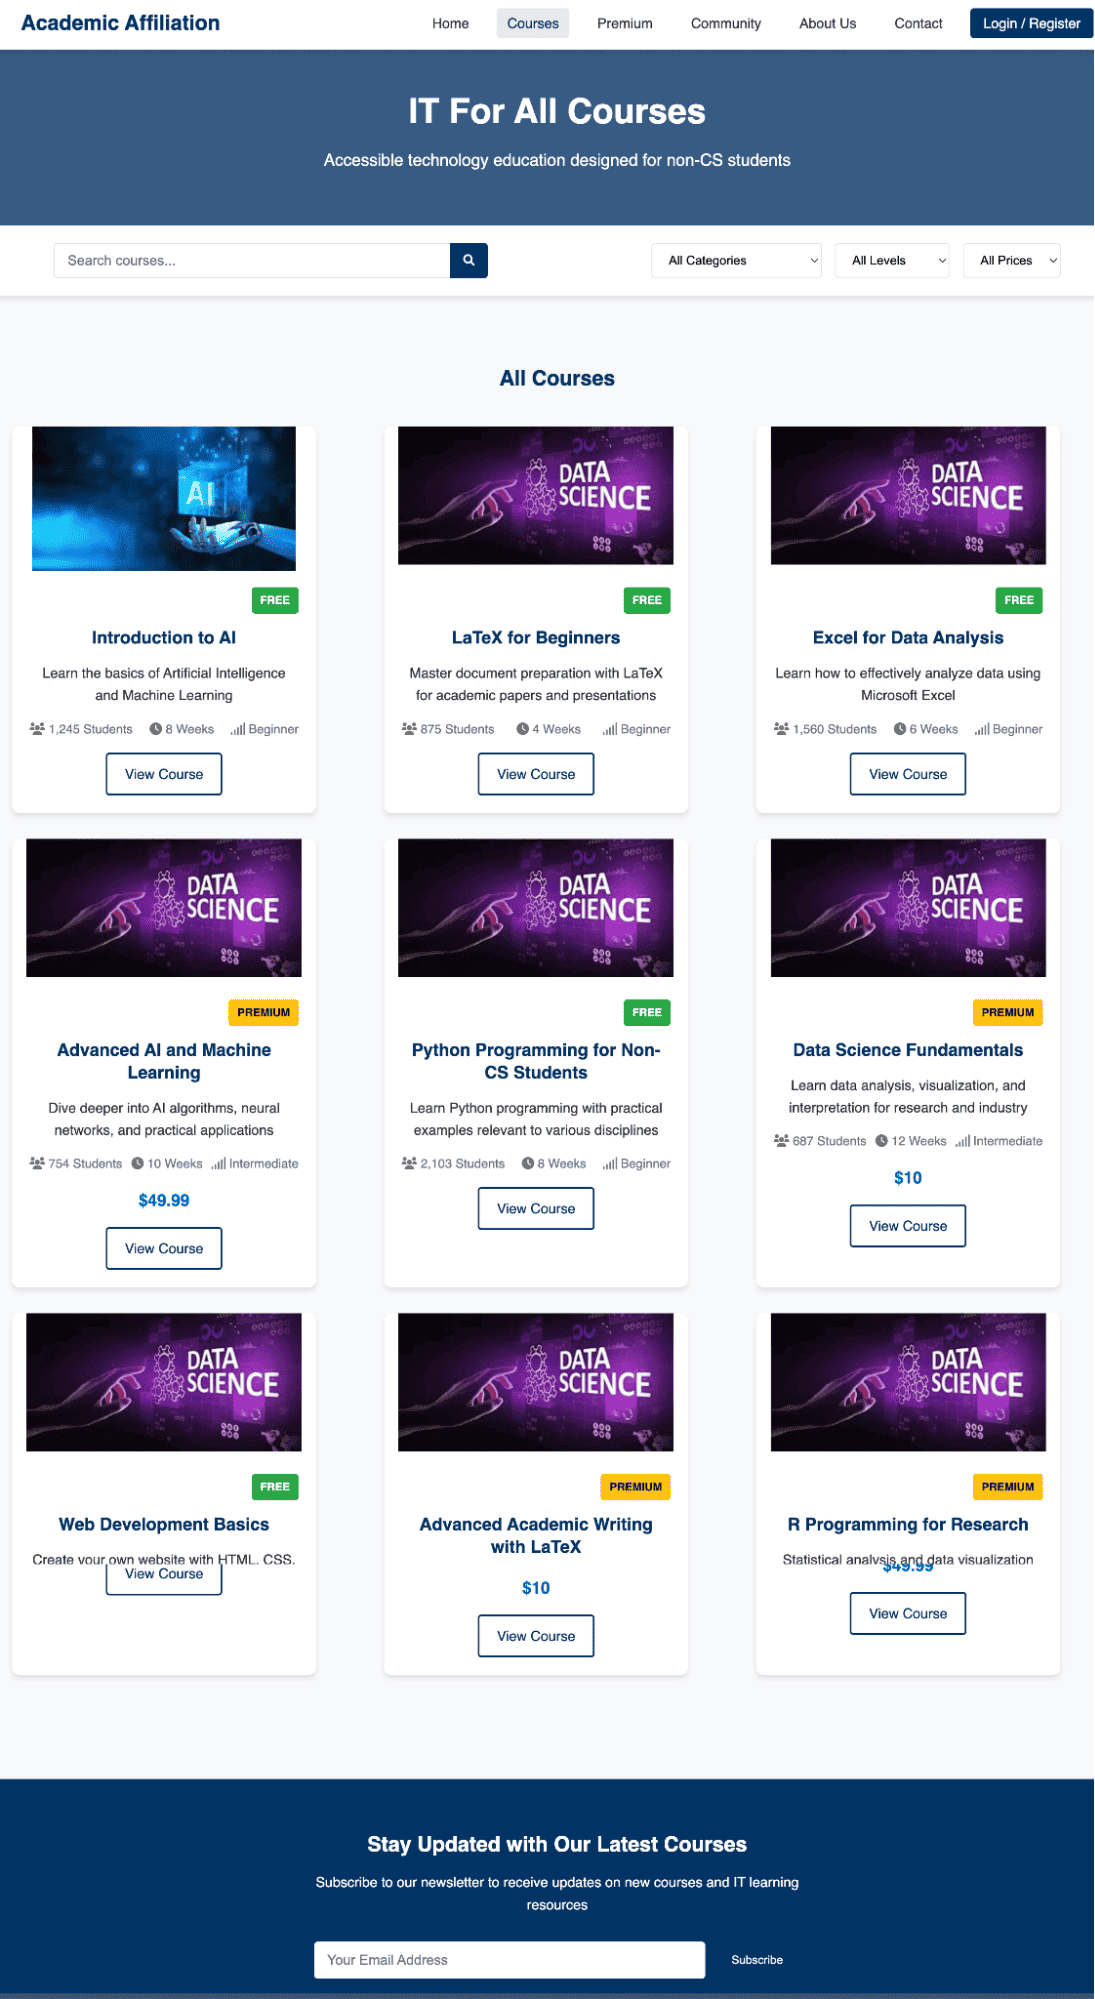 Academic Affiliation
Home
Courses
Premium
Community
About Us
Contact
Login / Register
IT For All Courses
Accessible technology education designed for non-CS students
Search courses...
All Categories
All Levels
All Prices
All Courses
AI
DATA
SCIENCE
DATA
SCIENCE
FREE
FREE
FREE
Introduction to AI
LaTeX for Beginners
Excel for Data Analysis
Learn the basics of Artificial Intelligence
and Machine Learning
Master document preparation with LaTeX
for academic papers and presentations
Learn how to effectively analyze data using
Microsoft Excel
1,245 Students
8 Weeks
Beginner
875 Students
4 Weeks
Beginner
1,560 Students
6 Weeks
Beginner
View Course
View Course
View Course
DATA
SCIENCE
DATA
SCIENCE
DATA
SCIENCE
PREMIUM
FREE
PREMIUM
Advanced AI and Machine
Learning
Python Programming for Non-
CS Students
Data Science Fundamentals
Dive deeper into AI algorithms, neural
networks, and practical applications
Learn Python programming with practical
examples relevant to various disciplines
Learn data analysis, visualization, and
interpretation for research and industry
754 Students
10 Weeks
Intermediate
2,103 Students
8 Weeks
Beginner
687 Students
12 Weeks
Intermediate
$49.99
$10
View Course
View Course
View Course
DATA
SCIENCE
DATA
SCIENCE
DATA
SCIENCE
FREE
PREMIUM
PREMIUM
Web Development Basics
Advanced Academic Writing
with LaTeX
R Programming for Research
Create your own website with HTML, CSS,
Statistical analysis and data visualization
$10
$49.99
View Course
View Course
View Course
Stay Updated with Our Latest Courses
Subscribe to our newsletter to receive updates on new courses and IT learning
resources
Your Email Address
Subscribe